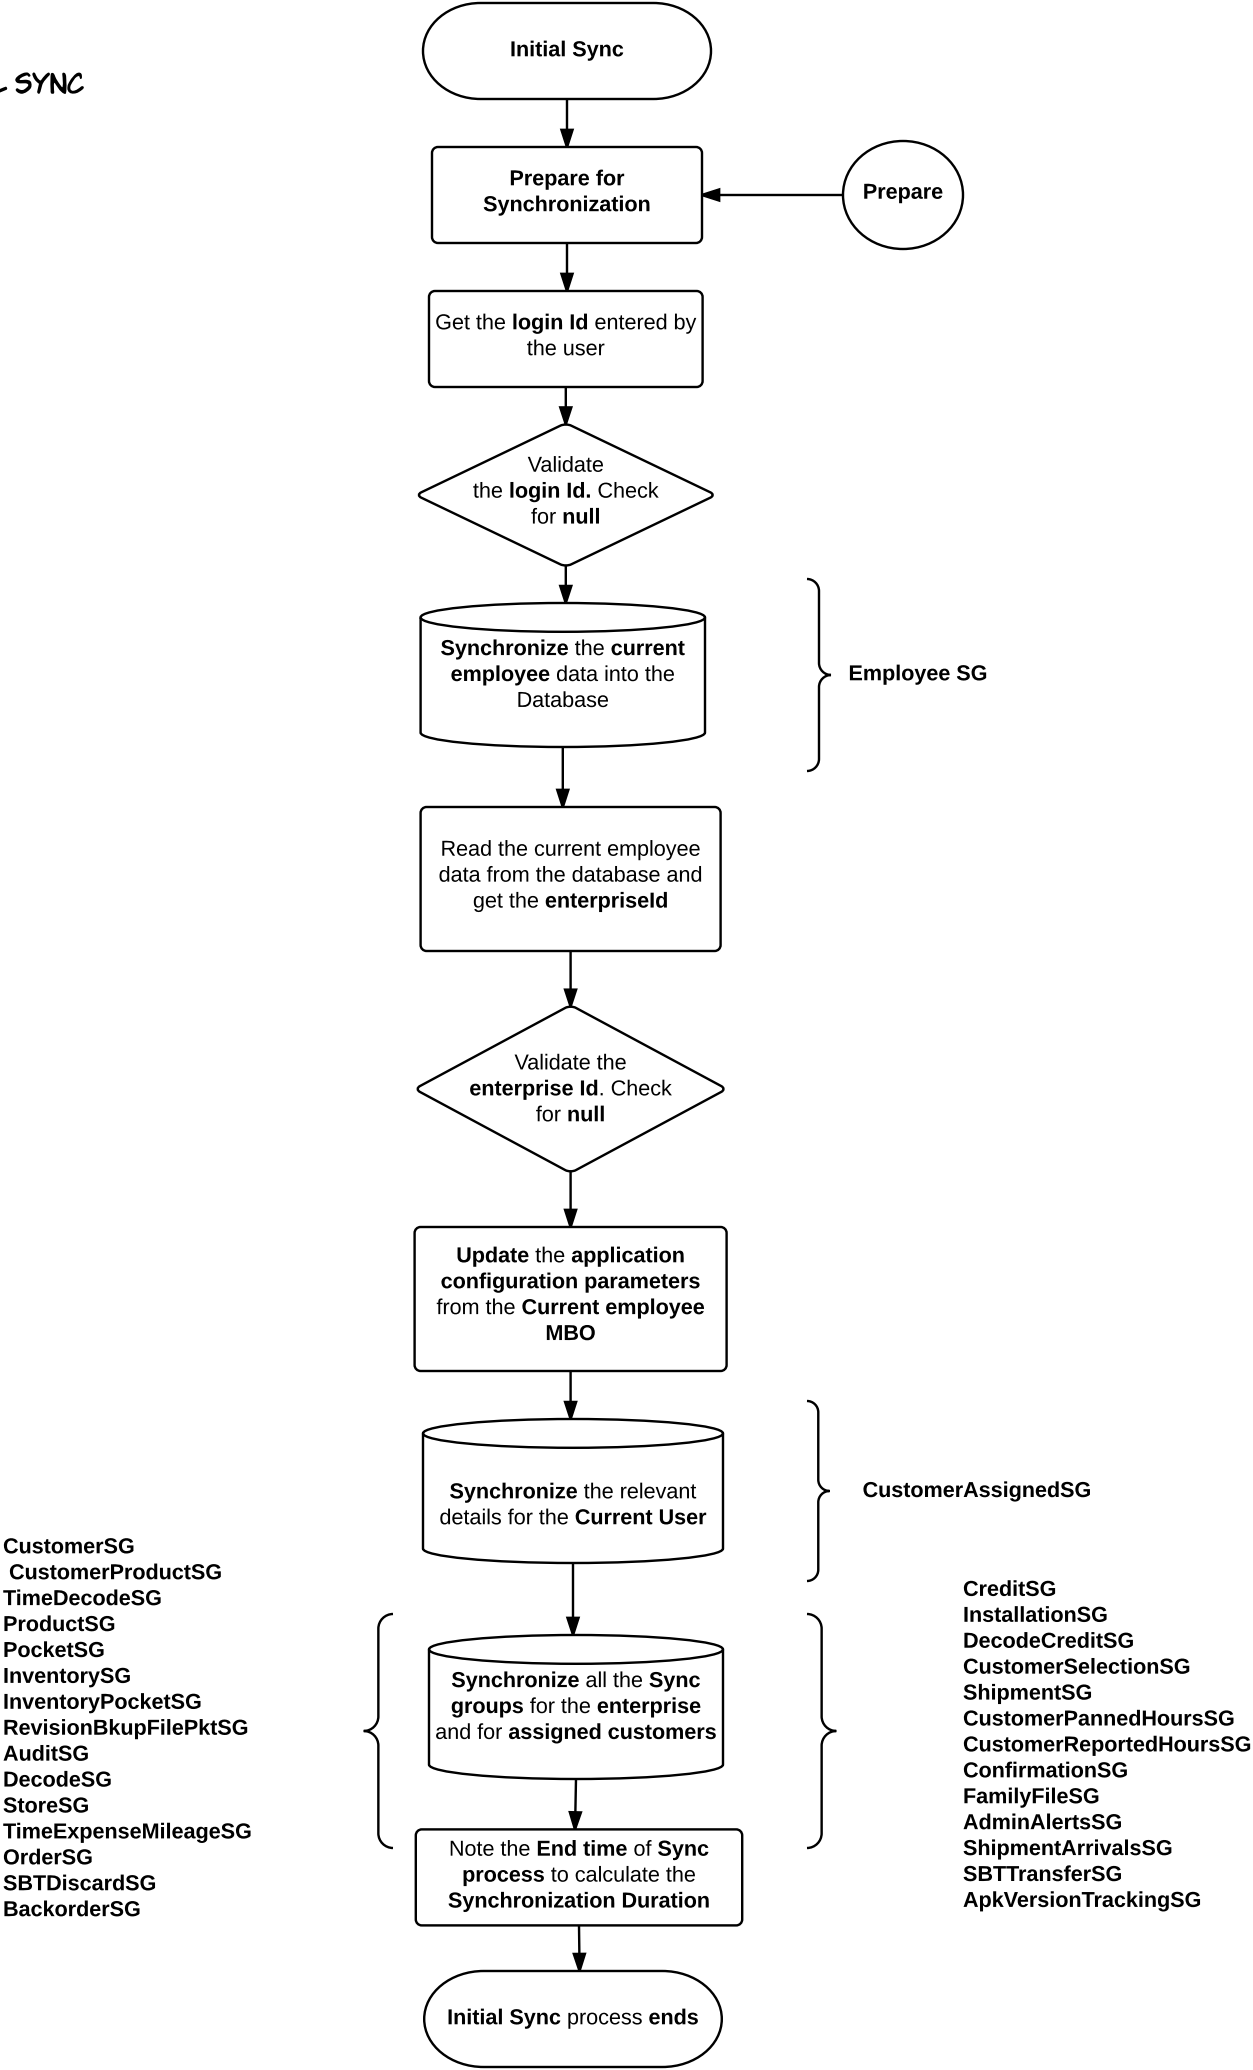 Initial Sync
SYNC
Prepare for
Synchronization
Prepare
Get the login Id entered by
the user
Validate
the login Id. Check
for null
Synchronize the current
employee data into the
Database
Employee SG
Read the current employee
data from the database and
get the enterpriseId
Validate the
enterprise Id. Check
for null
Update the application
configuration parameters
from the Current employee
MBO
Synchronize the relevant
details for the Current User
CustomerAssignedSG
CustomerSG
CustomerProductSG
TimeDecodeSG
ProductSG
PocketSG
InventorySG
InventoryPocketSG
RevisionBkupFilePktSG
AuditSG
DecodeSG
StoreSG
TimeExpenseMileageSG
OrderSG
SBTDiscardSG
BackorderSG
Synchronize all the Sync
groups for the enterprise
and for assigned customers
CreditSG
InstallationSG
DecodeCreditSG
CustomerSelectionSG
ShipmentSG
CustomerPannedHoursSG
CustomerReportedHoursSG
ConfirmationSG
FamilyFileSG
AdminAlertsSG
ShipmentArrivalsSG
SBTTransferSG
ApkVersionTrackingSG
Note the End time of Sync
process to calculate the
Synchronization Duration
Initial Sync process ends